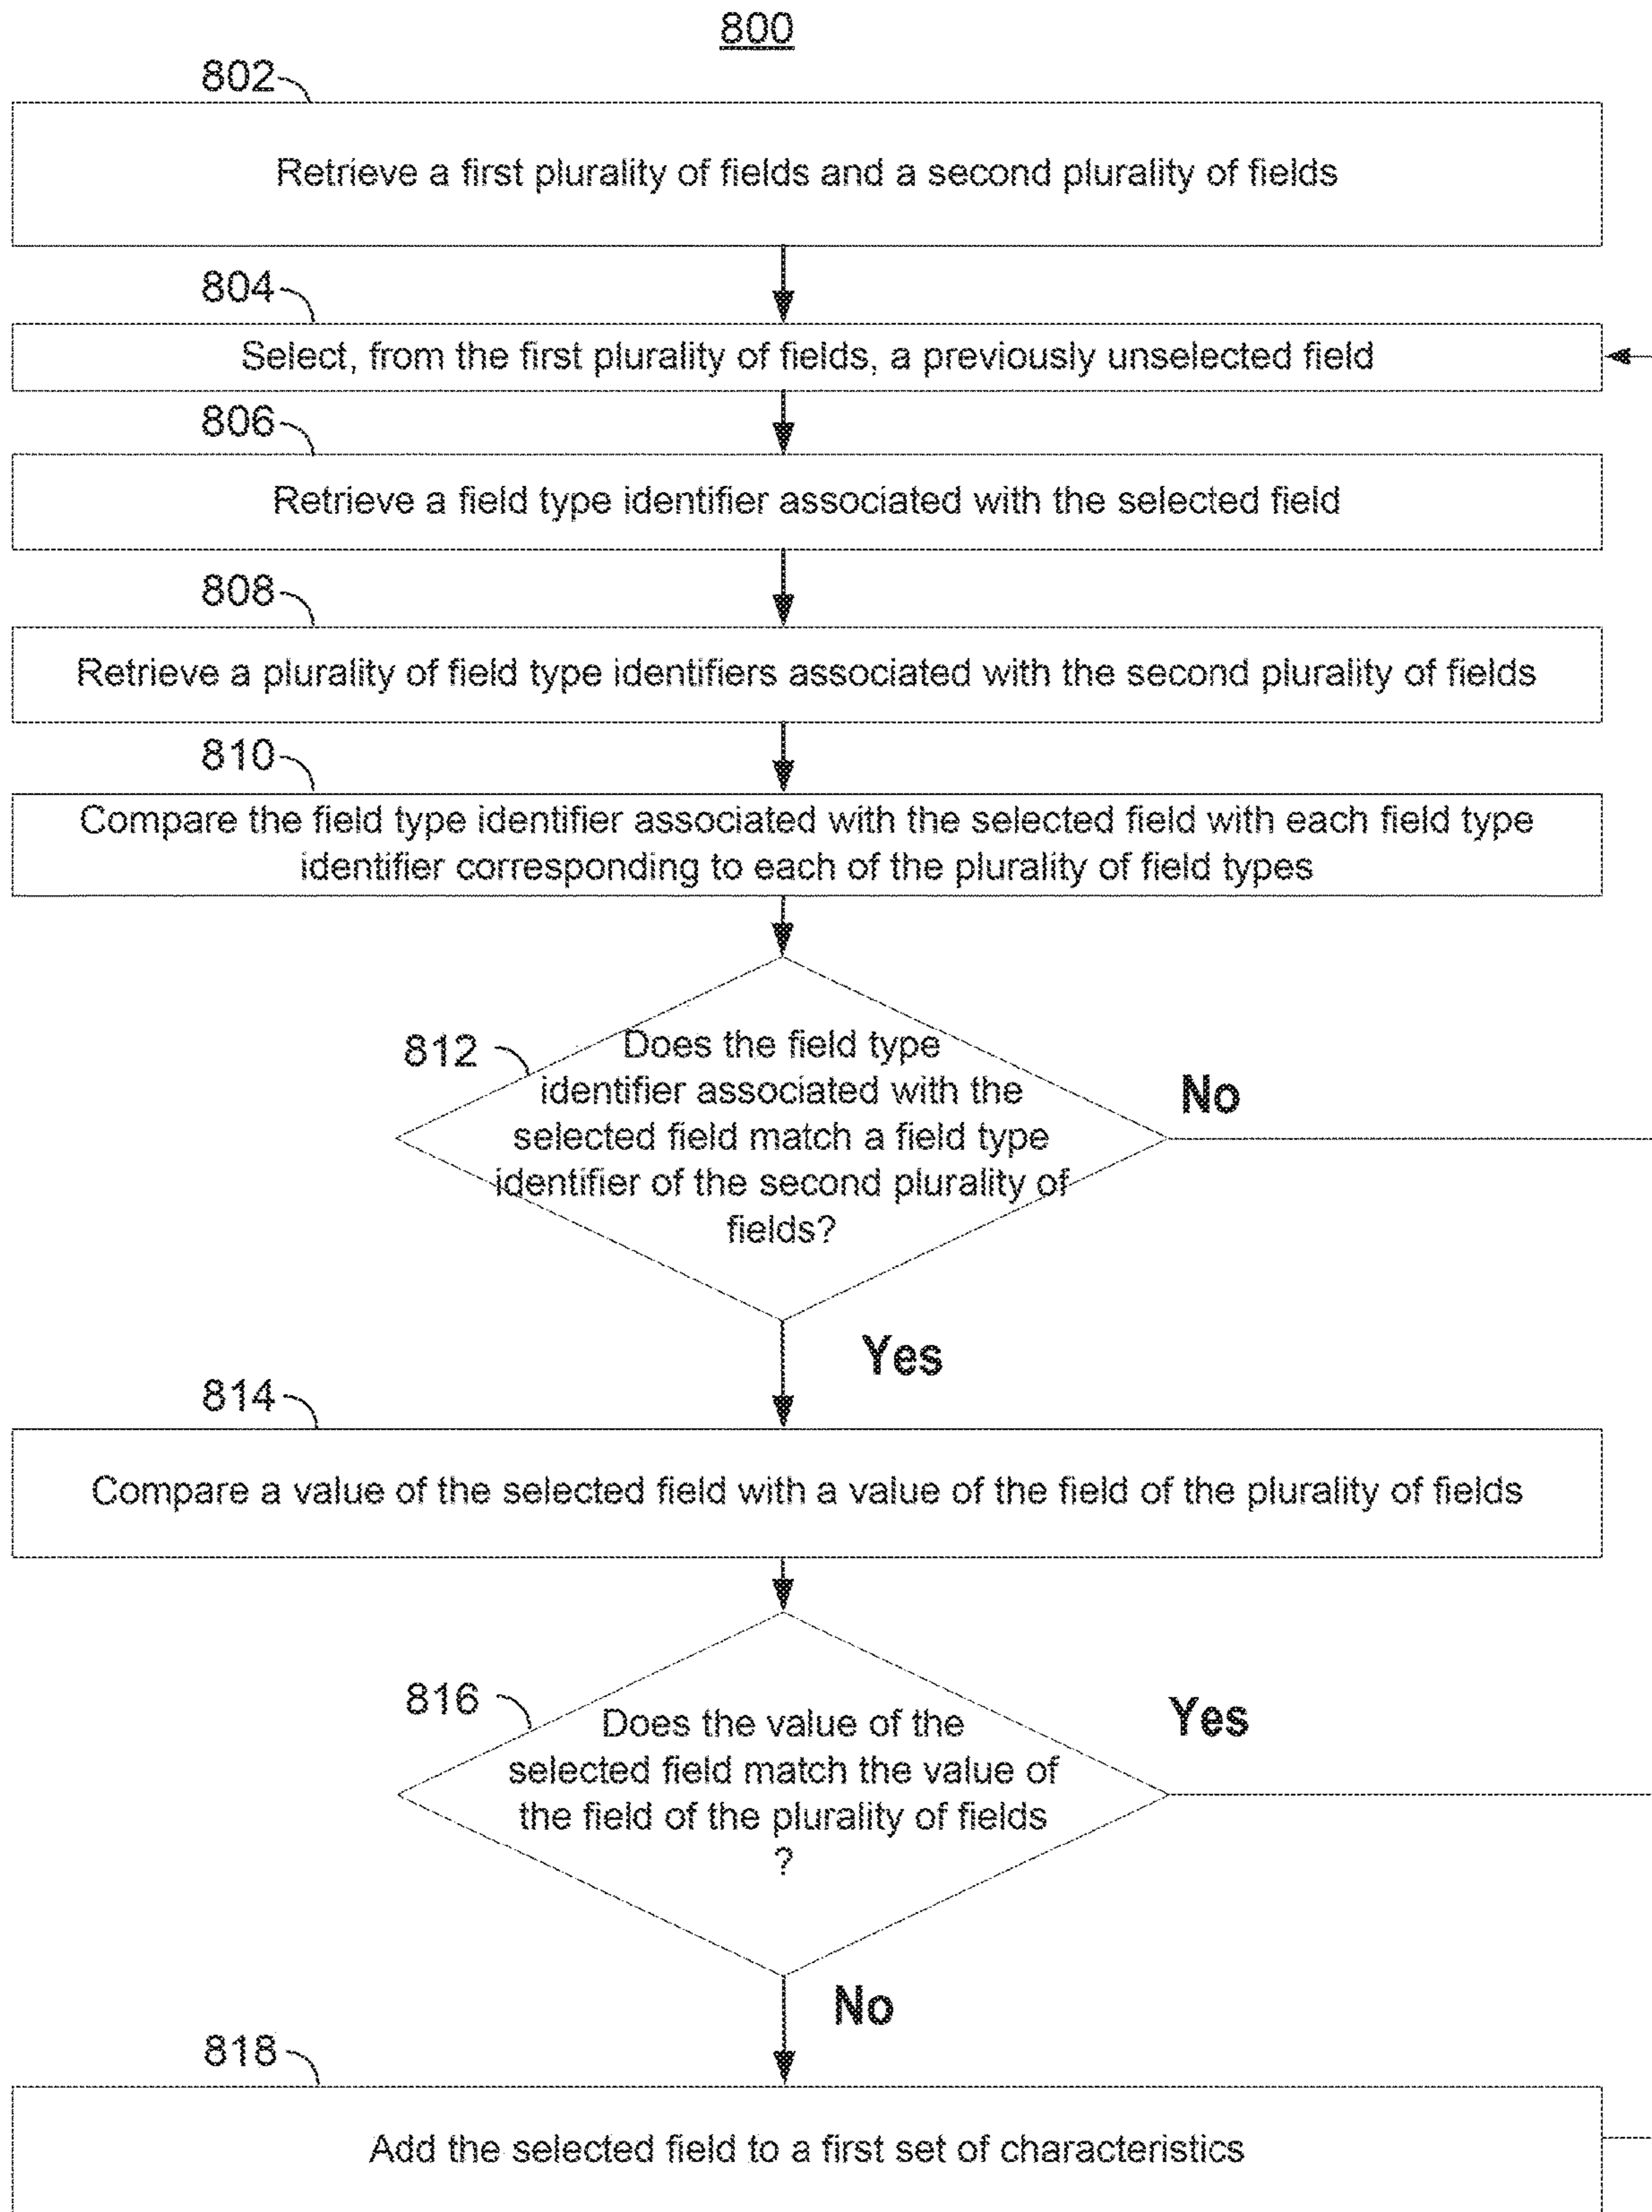 800
802
Retrieve a first plurality of fields and a second plurality of fields
804
Select, from the first plurality of fields, a previously unselected field
806
Retrieve a field type identifier associated with the selected field
808
Retrieve a plurality of field type identifiers associated with the second plurality of fields
810
Compare the field type identifier associated with the selected field with each field type
identifier corresponding to each of the plurality of field types
812
Does the field type
identifier associated with the
selected field match a field type
identifier of the second plurality of
fields?
No
Yes
814
Compare a value of the selected field with a value of the field of the plurality of fields
816
Does the value of the
selected field match the value of
the field of the plurality of fields
?
Yes
No
818
Add the selected field to a first set of characteristics